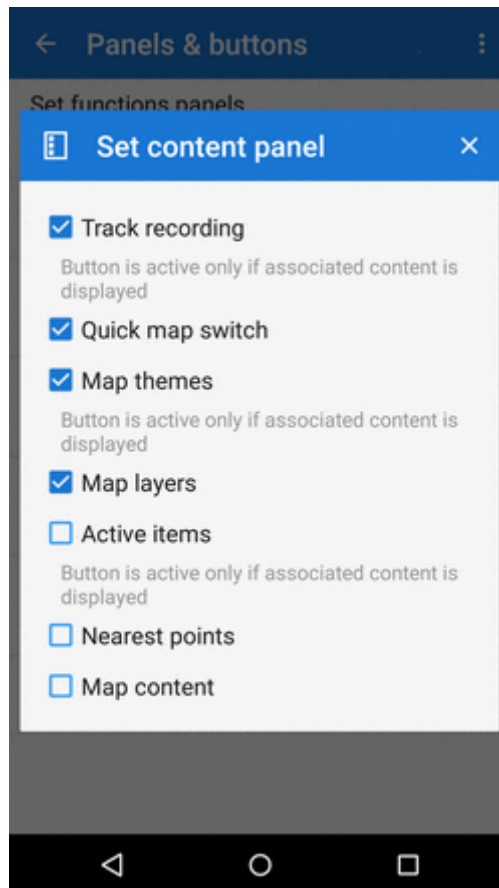 Panels & buttons
Set functions panels
Set content panel
Track recording
Button is active only if associated content is
displayed
Quick map switch
Map themes
Button is active only if associated content is
displayed
Map layers
Active items
Button is active only if associated content is
displayed
Nearest points
Map content